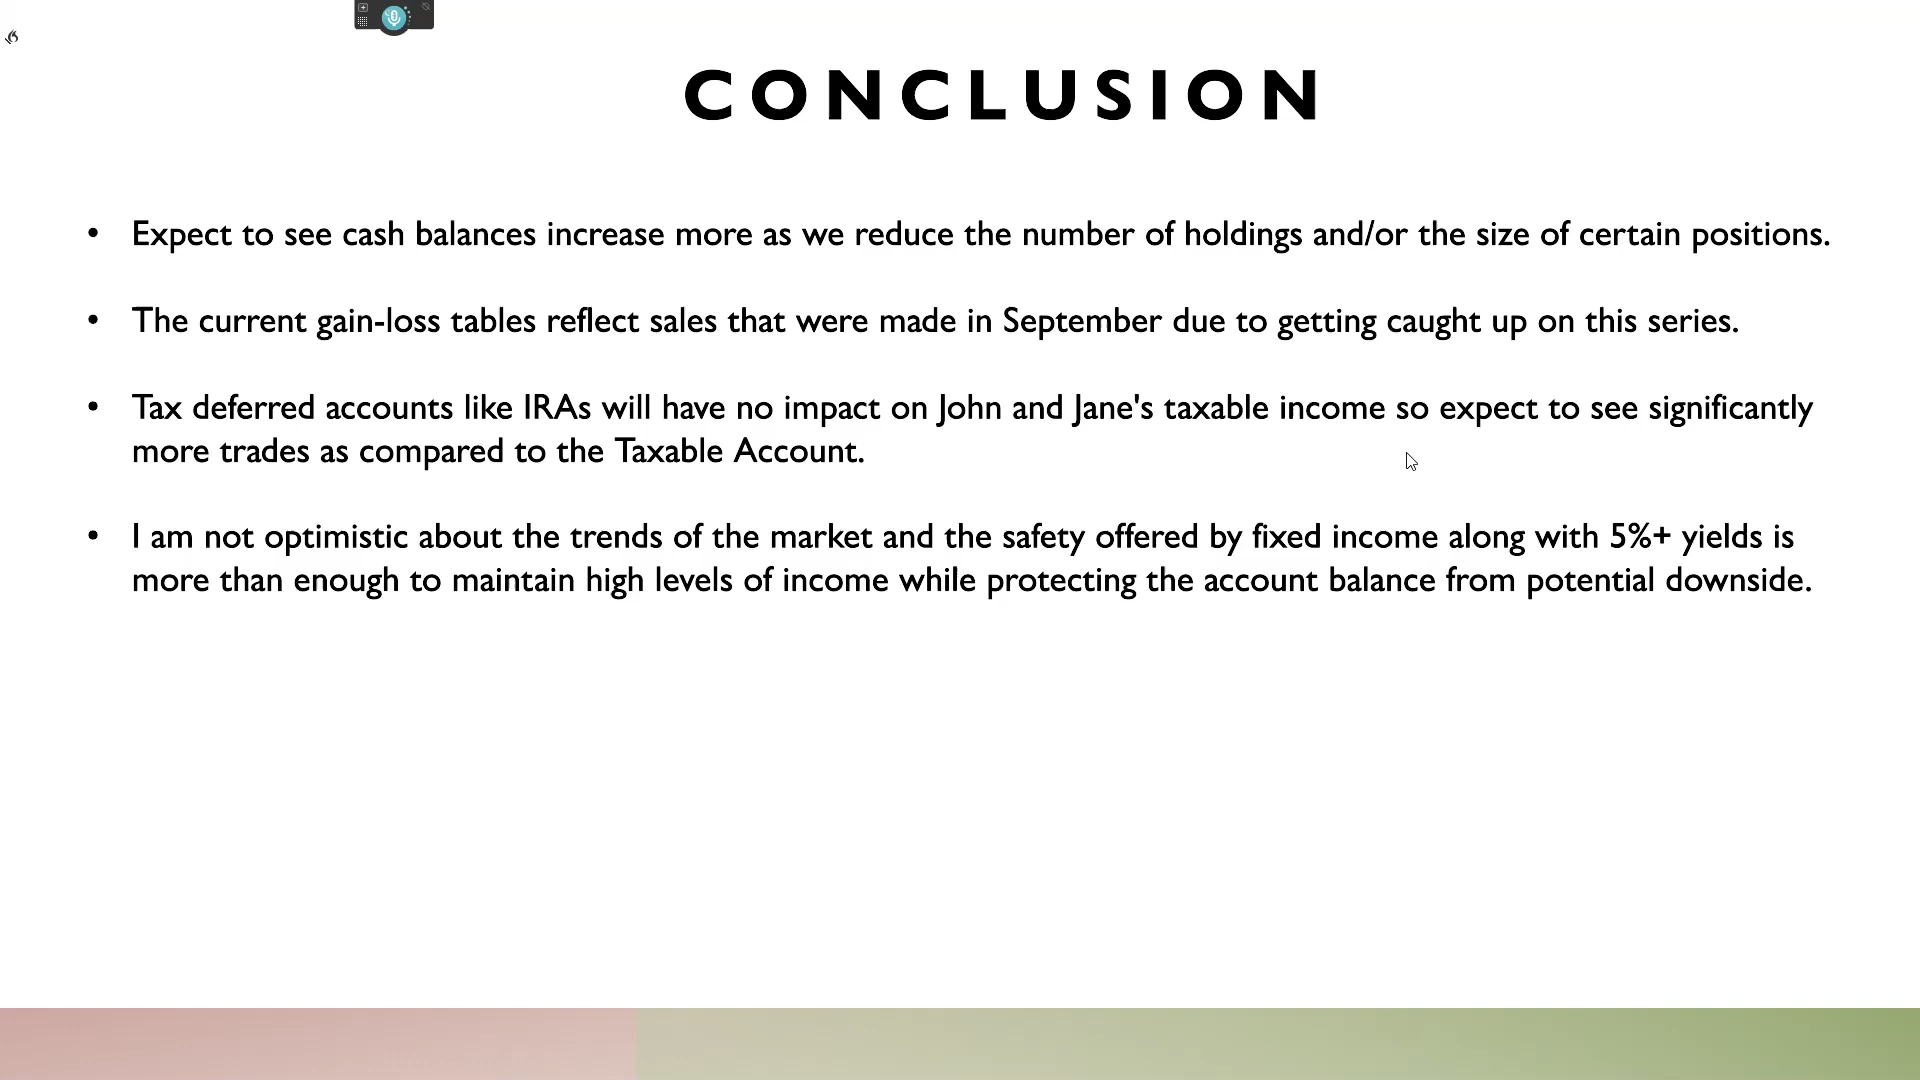 CONCLUSION
• Expect to see cash balances increase more as we reduce the number of holdings and/or the size of certain positions.
• The current gain-loss tables reflect sales that were made in September due to getting caught up on this series.
• Tax deferred accounts like IRAs will have no impact on John and Jane's taxable income so expect to see significantly
more trades as compared to the Taxable Account.
• I am not optimistic about the trends of the market and the safety offered by fixed income along with 5%+ yields is
more than enough to maintain high levels of income while protecting the account balance from potential downside.